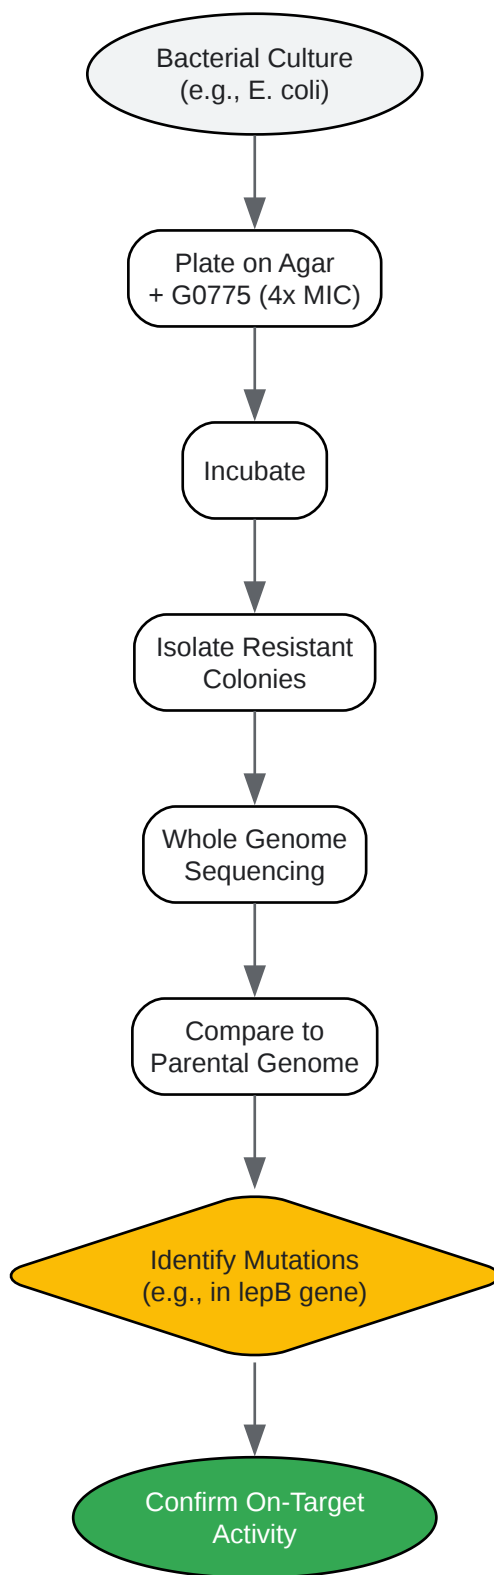 Bacterial Culture
(e.g., E. coli)
Plate on Agar
+ G0775 (4x MIC)
Incubate
Isolate Resistant
Colonies
Whole Genome
Sequencing
Compare to
Parental Genome
Identify Mutations
(e.g., in lepB gene)
Confirm On-Target
Activity